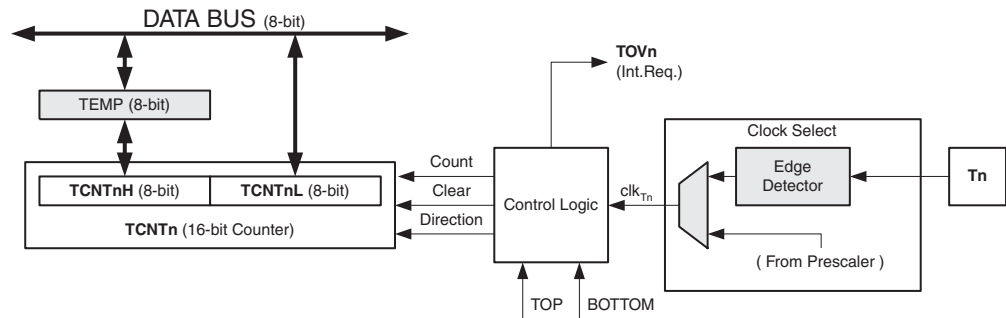 DATA BUS (8-bit)
TOVn
(Int.Req.)
TEMP (8-bit)
Clock Select
Count
Edge
Detector
Tn
TCNTnH (8-bit) TCNTnL (8-bit)
Clear
Control Logic
clkTn
TCNTn (16-bit Counter)
Direction
( From Prescaler )
TOP
BOTTOM